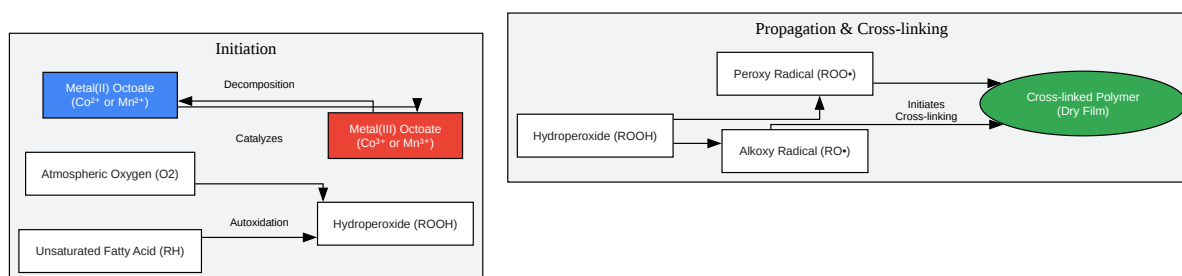 Initiation
Metal(II) Octoate
(Co²⁺ or Mn²⁺)
Decomposition
Catalyzes
Metal(III) Octoate
(Co³⁺ or Mn³⁺)
Atmospheric Oxygen (O2)
Autoxidation
Hydroperoxide (ROOH)
Unsaturated Fatty Acid (RH)
Propagation & Cross-linking
Peroxy Radical (ROO•)
Hydroperoxide (ROOH)
Alkoxy Radical (RO•)
Initiates
Cross-linking
Cross-linked Polymer
(Dry Film)